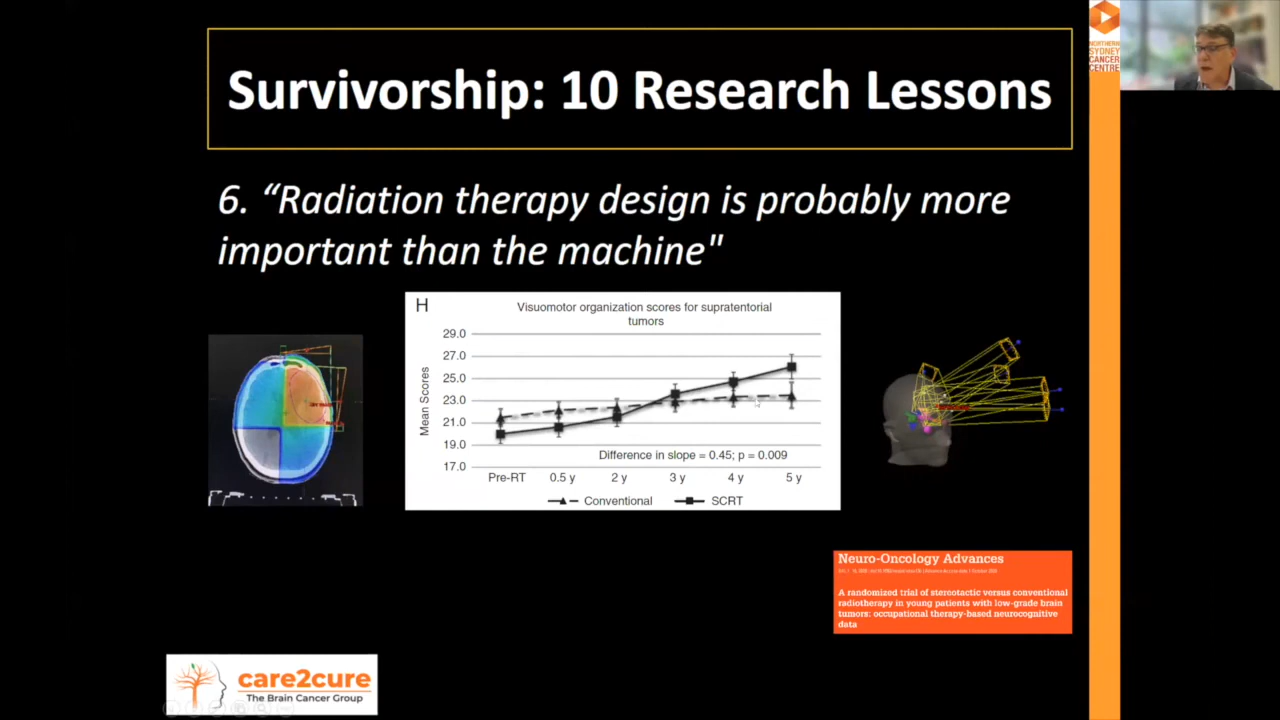 Survivorship: 10 Research Lessons
NORTHERN
SYDNEY
CANCER
CENTRE
6. “Radiation therapy design is probably more
important than the machine"
H
Visuomotor organization scores for supratentorial
tumors
Mean Scores
29.0
27.0
25.0
23.0
21.0
19.0
17.0
Difference in slope = 0.45; p = 0.009
Pre-RT 0.5 y 2 y 3 y 4 y 5 y
Conventional SCRT
Neuro-Oncology Advances
A randomized trial of stereotactic versus conventional
radiotherapy in young patients with low-grade brain
tumors: occupational therapy-based neurocognitive
data
care2cure
The Brain Cancer Group